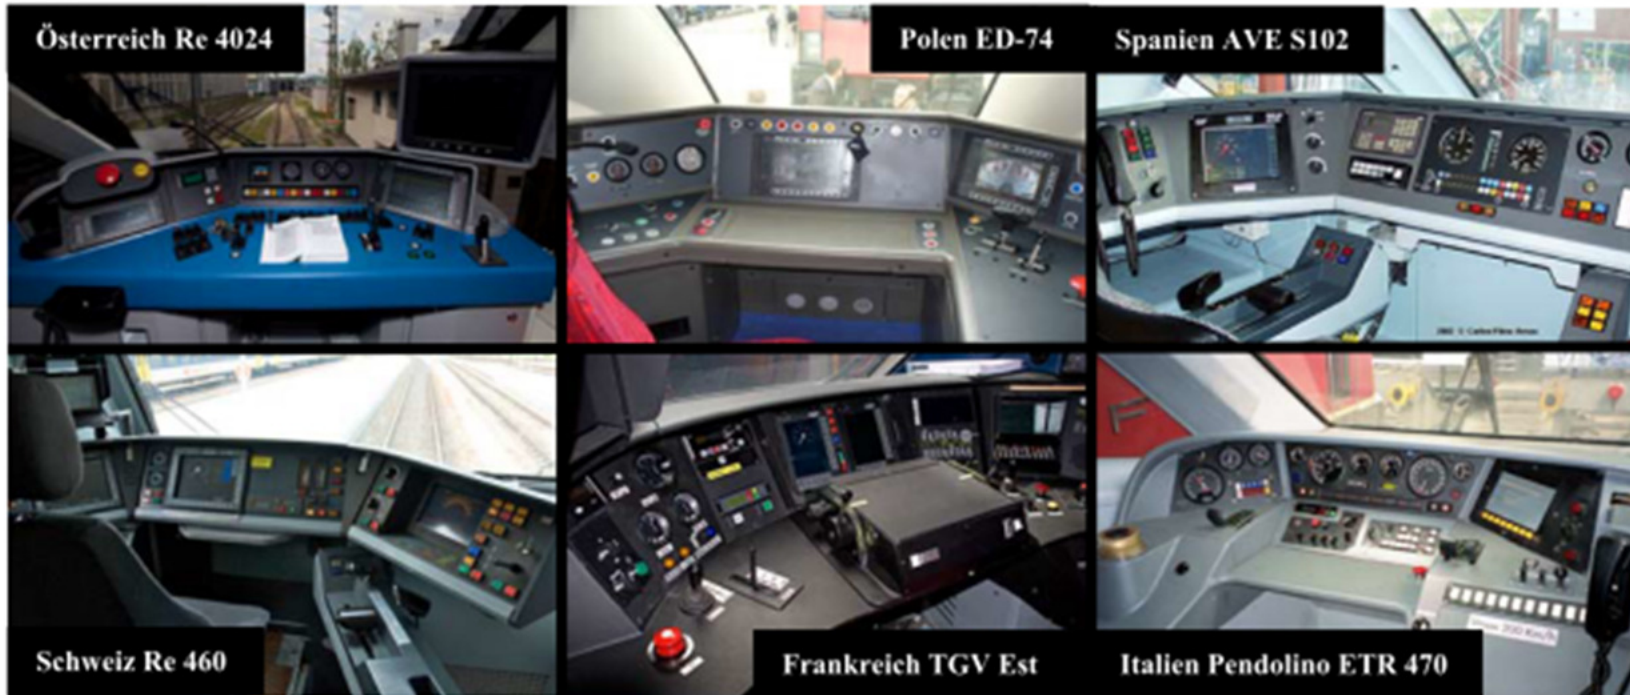 Österreich Re 4024
Polen ED-74
Spanien AVE S102
Schweiz Re 460
Frankreich TGV Est
Italien Pendolino ETR 470